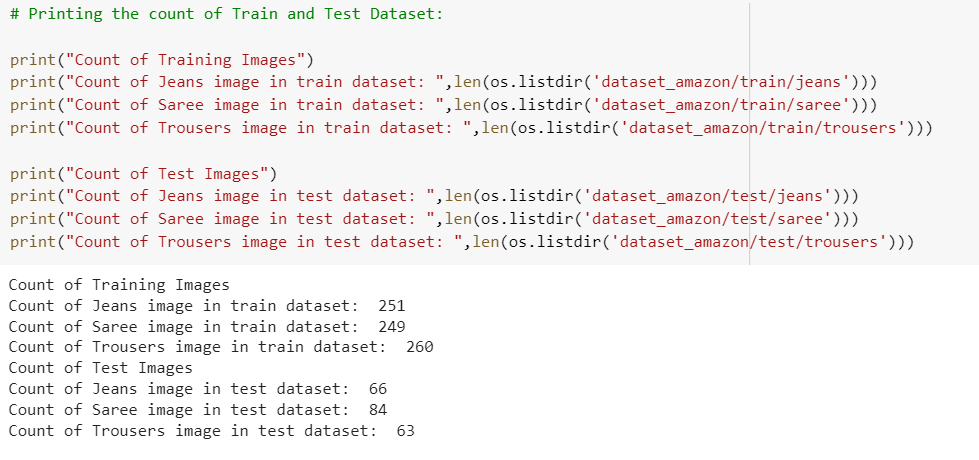 # Printing the count of Train and Test Dataset:
print("Count of Training Images")
print("Count of Jeans image in train dataset: ",len(os.listdir('dataset_amazon/train/jeans')))
print("Count of Saree image in train dataset: ",len(os.listdir('dataset_amazon/train/saree')))
print("Count of Trousers image in train dataset: ",len(os.listdir('dataset_amazon/train/trousers')))
print("Count of Test Images")
print("Count of Jeans image in test dataset: ",len(os.listdir('dataset_amazon/test/jeans')))
print("Count of Saree image in test dataset: ",len(os.listdir('dataset_amazon/test/saree')))
print("Count of Trousers image in test dataset: ",len(os.listdir('dataset_amazon/test/trousers')))
Count of Training Images
Count of Jeans image in train dataset:  251
Count of Saree image in train dataset:  249
Count of Trousers image in train dataset:  260
Count of Test Images
Count of Jeans image in test dataset:  66
Count of Saree image in test dataset:  84
Count of Trousers image in test dataset:  63